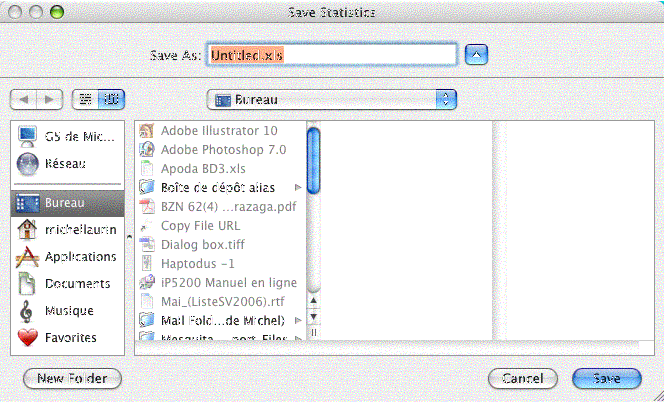 Save Statistics
Save As: Untitled.xls
Bureau
G5 de Mic...
Réseau
Bureau
michellaurin
Applications
Documents
Musique
Favorites
Adobe Illustrator 10
Adobe Photoshop 7.0
Apoda BD3.xls
Boîte de dépôt alias
BZN 62(4) ...razaga.pdf
Copy File URL
Dialog box.tiff
Haptodus -1
iP5200 Manuel en ligne
Mai_(ListeSV2006).rtf
Mail Fold...de Michel)
Mesquite ...port Files
New Folder
Cancel
Save